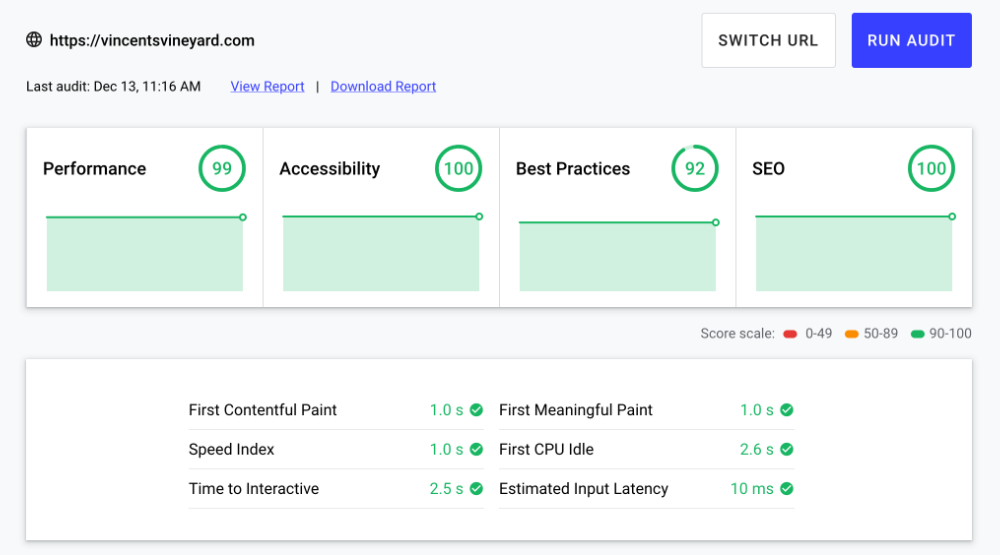 https://vincentsvineyard.com
SWITCH URL
RUN AUDIT
Last audit: Dec 13, 11:16 AM View Report | Download Report
Performance 99
Accessibility 100
Best Practices 92
SEO 100
Score scale: 0-49 50-89 90-100
First Contentful Paint 1.0 s
First Meaningful Paint 1.0 s
Speed Index 1.0 s
First CPU Idle 2.6 s
Time to Interactive 2.5 s
Estimated Input Latency 10 ms